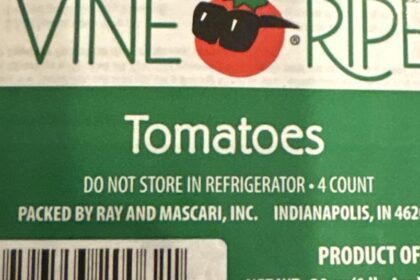 VINE RIPE
®
Tomatoes
DO NOT STORE IN REFRIGERATOR • 4 COUNT
PACKED BY RAY AND MASCARI, INC. INDIANAPOLIS, IN 462
PRODUCT OF